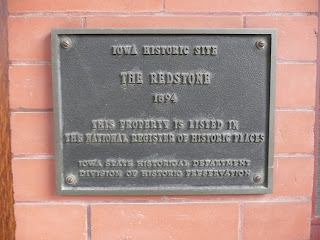 IOWA HISTORIC SITE
THE REDSTONE
1894
THIS PROPERTY IS LISTED IN
THE NATIONAL REGISTER OF HISTORIC PLACES
IOWA STATE HISTORICAL DEPARTMENT
DIVISION OF HISTORIC PRESERVATION